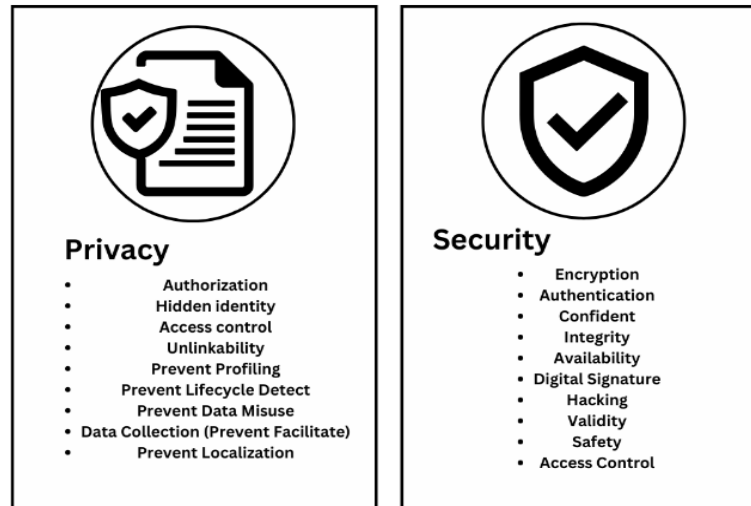 Privacy
• Authorization
• Hidden identity
• Access control
• Unlinkability
• Prevent Profiling
• Prevent Lifecycle Detect
• Prevent Data Misuse
• Data Collection (Prevent Facilitate)
• Prevent Localization
Security
• Encryption
• Authentication
• Confident
• Integrity
• Availability
• Digital Signature
• Hacking
• Validity
• Safety
• Access Control